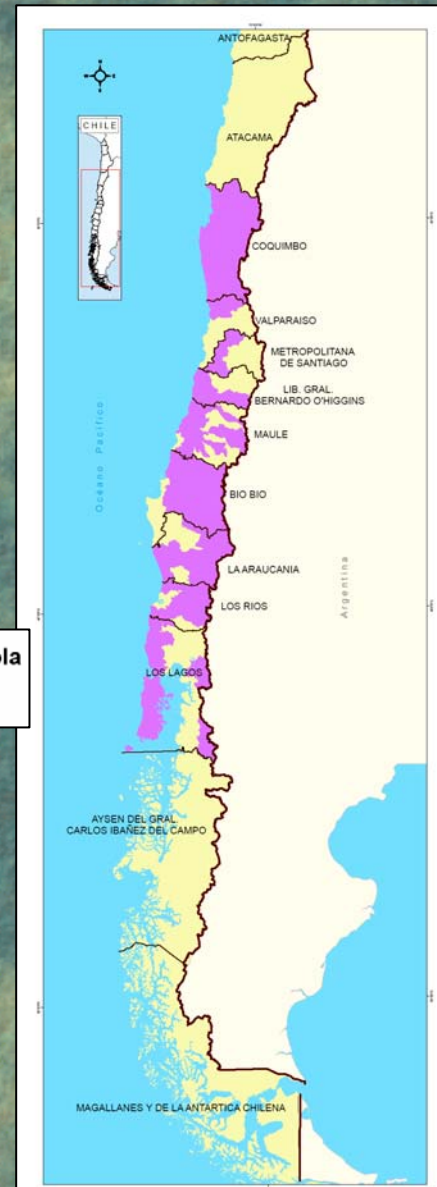 CHILE
ANTOFAGASTA
ATACAMA
COQUIMBO
VALPARAISO
METROPOLITANA
DE SANTIAGO
LIB. GRAL.
BERNARDO O'HIGGINS
MAULE
BIO BIO
LA ARAUCANIA
LOS RIOS
LOS LAGOS
AYSEN DEL GRAL.
CARLOS IBAÑEZ DEL CAMPO
MAGALLANES Y DE LA ANTARTICA CHILENA
Océano Pacífico
Argentina
ola